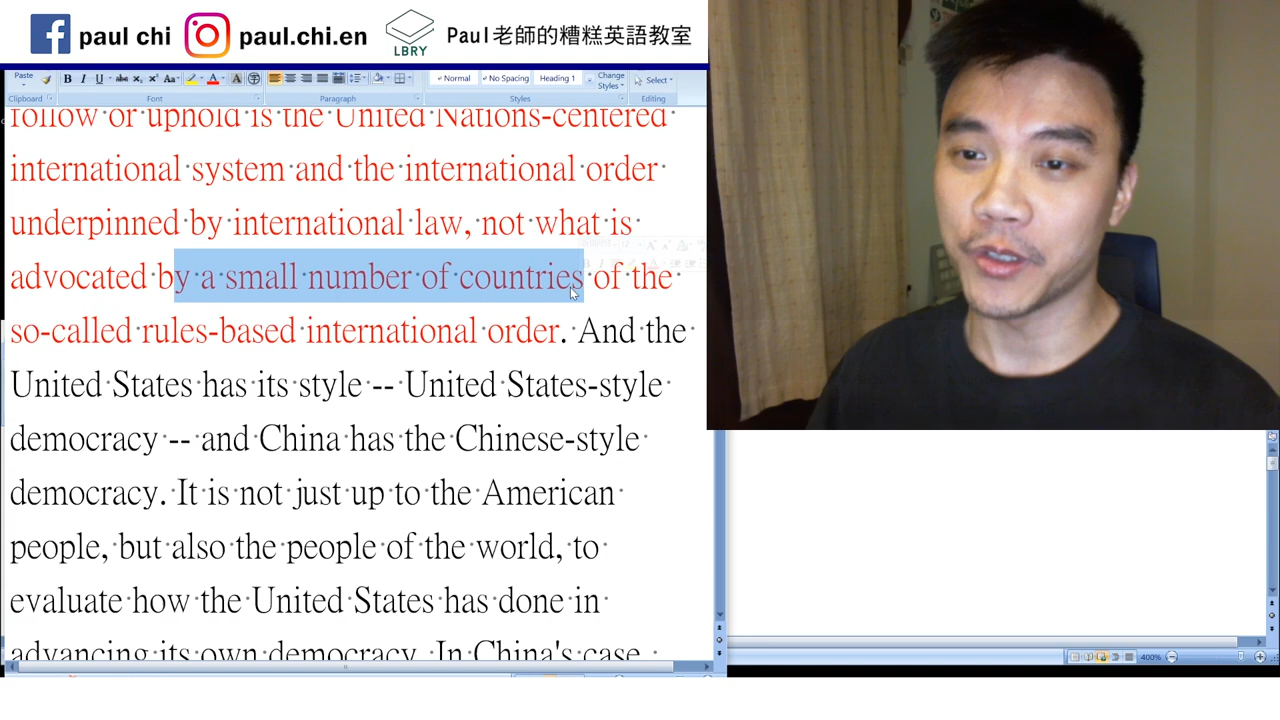 paul chi
paul.chi.en
LBRY
Paul老師的糟糕英語教室
Paste
B I U abc x₂ x² Aa
Normal
No Spacing
Heading 1
Change
Styles
Select
Clipboard
Font
Paragraph
Styles
Editing
follow or uphold is the United Nations-centered
international system and the international order
underpinned by international law, not what is
advocated by a small number of countries of the
so-called rules-based international order. And the
United States has its style -- United States-style
democracy -- and China has the Chinese-style
democracy. It is not just up to the American
people, but also the people of the world, to
evaluate how the United States has done in
advancing its own democracy. In China's case,
400%